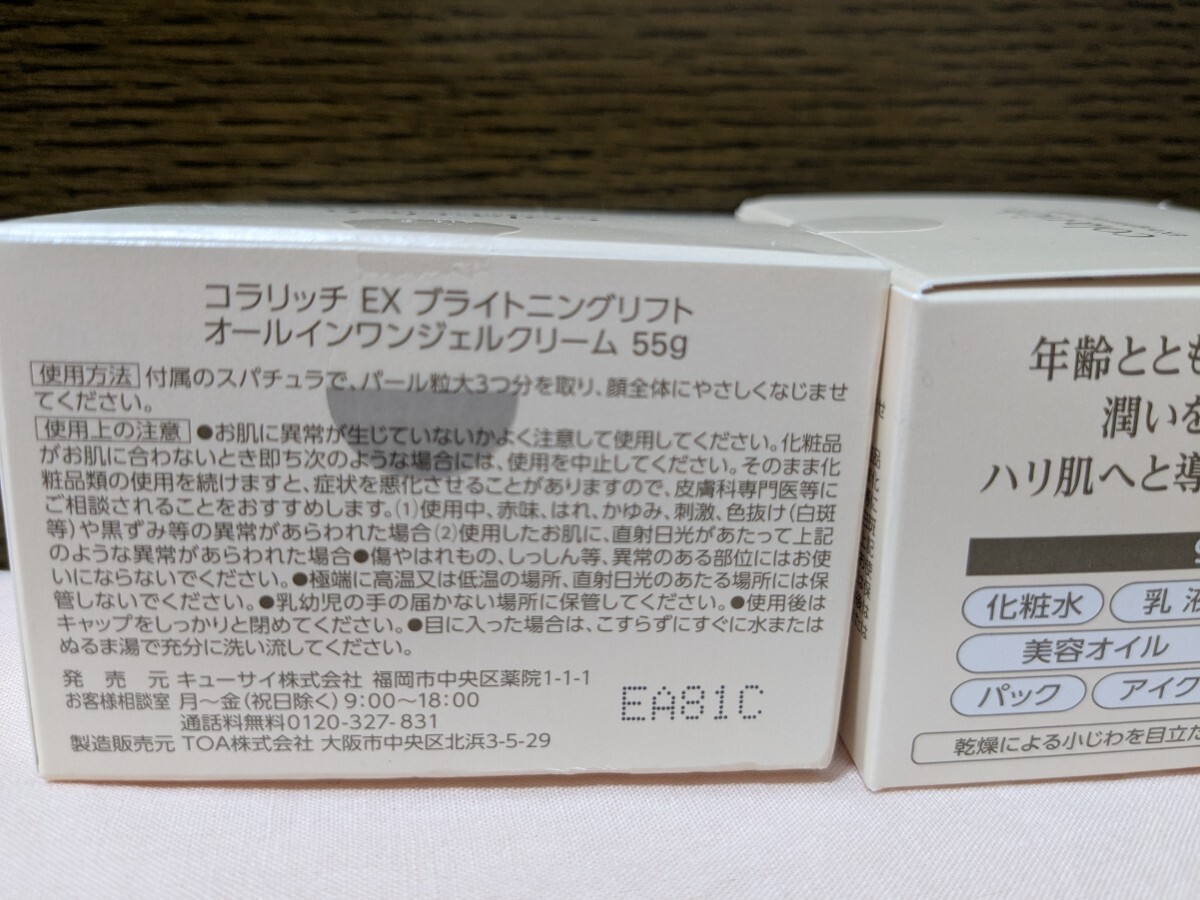 コラリッチ EX ブライトニングリフト
オールインワンジェルクリーム 55g
使用方法 付属のスパチュラで、パール粒大3つ分を取り、顔全体にやさしくなじませ
てください。
使用上の注意 ●お肌に異常が生じていないかよく注意して使用してください。化粧品
がお肌に合わないとき即ち次のような場合には、使用を中止してください。そのまま化
粧品類の使用を続けますと、症状を悪化させることがありますので、皮膚科専門医等に
ご相談されることをおすすめします。(1)使用中、赤味、はれ、かゆみ、刺激、色抜け(白斑
等)や黒ずみ等の異常があらわれた場合(2)使用したお肌に、直射日光があたって上記
のような異常があらわれた場合●傷やはれもの、しっしん等、異常のある部位にはお使
いにならないでください。●極端に高温又は低温の場所、直射日光のあたる場所には保
管しないでください。●乳幼児の手の届かない場所に保管してください。●使用後は
キャップをしっかりと閉めてください。●目に入った場合は、こすらずにすぐに水または
ぬるま湯で充分に洗い流してください。
発売元 キューサイ株式会社 福岡市中央区薬院1-1-1
お客様相談室 月〜金(祝日除く)9:00〜18:00
通話料無料0120-327-831
製造販売元 TOA株式会社 大阪市中央区北浜3-5-29
EA81C
年齢ととも
潤いを
ハリ肌へと導
化粧水 乳液
美容オイル
パック アイク
乾燥による小じわを目立た